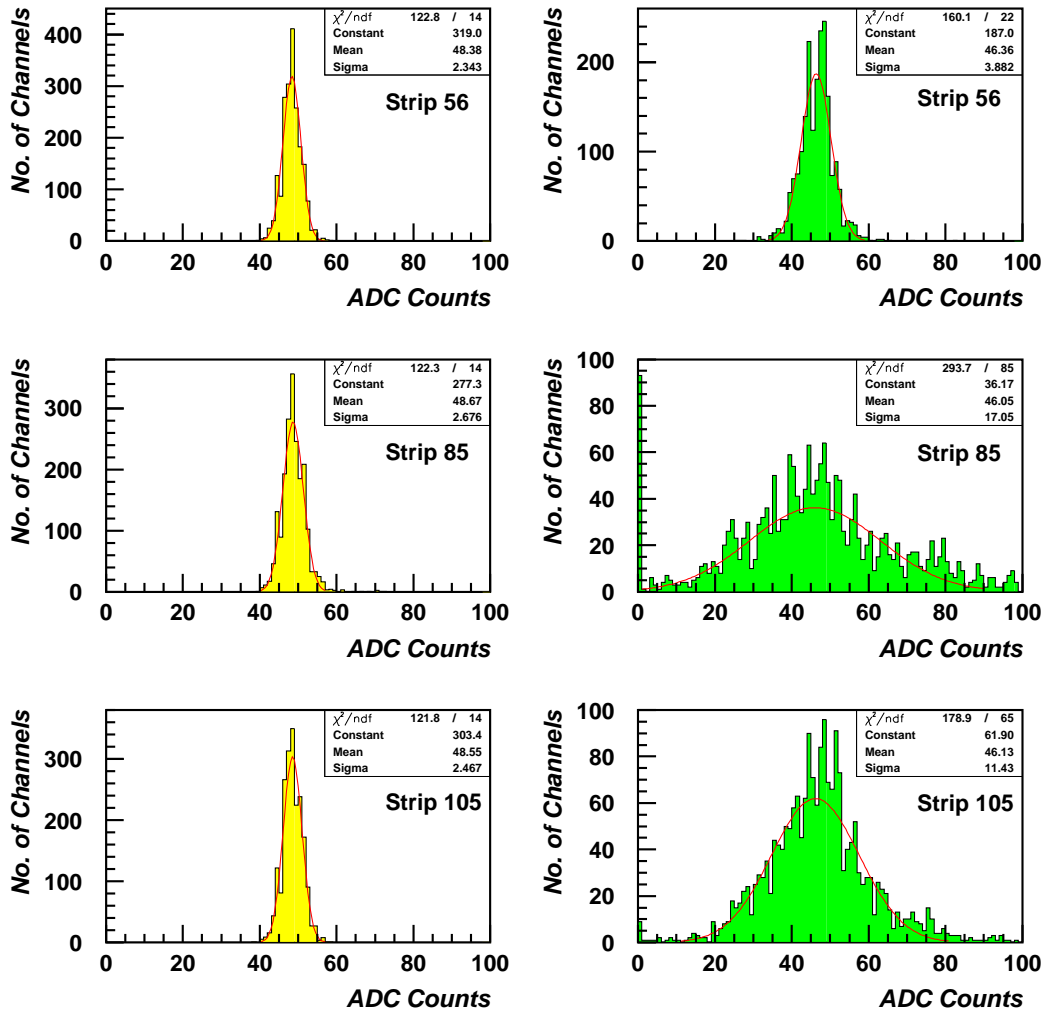 χ²/ndf 122.8 / 14
Constant 319.0
Mean 48.38
Sigma 2.343
Strip 56
No. of Channels
400
300
200
100
0
0 20 40 60 80 100
ADC Counts
χ²/ndf 160.1 / 22
Constant 187.0
Mean 46.36
Sigma 3.882
Strip 56
No. of Channels
200
100
0
0 20 40 60 80 100
ADC Counts
χ²/ndf 122.3 / 14
Constant 277.3
Mean 48.67
Sigma 2.676
Strip 85
No. of Channels
300
200
100
0
0 20 40 60 80 100
ADC Counts
χ²/ndf 293.7 / 85
Constant 36.17
Mean 46.05
Sigma 17.05
Strip 85
No. of Channels
100
80
60
40
20
0
0 20 40 60 80 100
ADC Counts
χ²/ndf 121.8 / 14
Constant 303.4
Mean 48.55
Sigma 2.467
Strip 105
No. of Channels
300
200
100
0
0 20 40 60 80 100
ADC Counts
χ²/ndf 178.9 / 65
Constant 61.90
Mean 46.13
Sigma 11.43
Strip 105
No. of Channels
100
80
60
40
20
0
0 20 40 60 80 100
ADC Counts